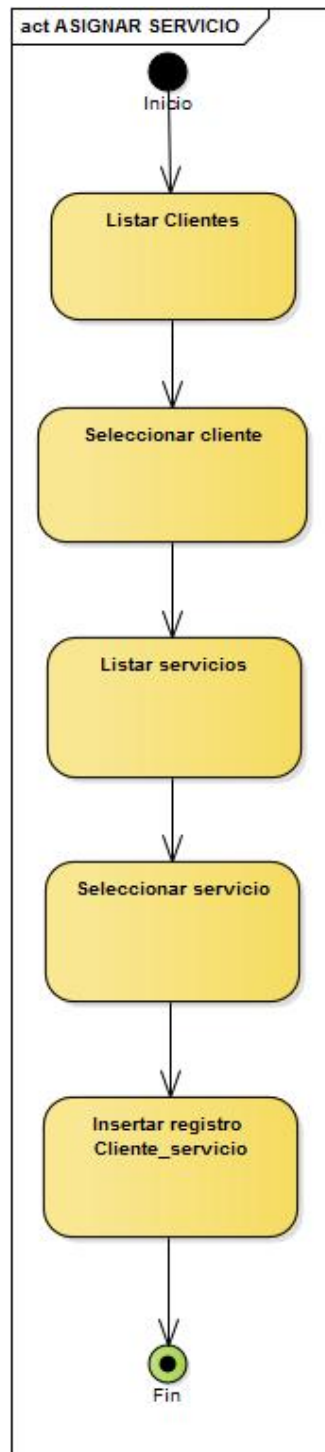 act ASIGNAR SERVICIO
Inicio
Listar Clientes
Seleccionar cliente
Listar servicios
Seleccionar servicio
Insertar registro
Cliente_servicio
Fin